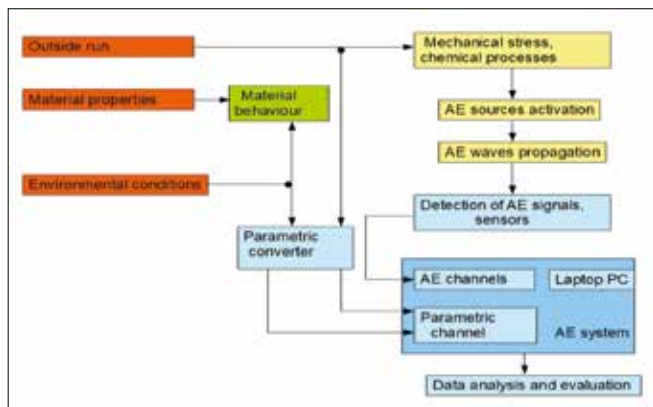 Outside run
Mechanical stress,
chemical processes
Material properties
Material
behaviour
AE sources activation
AE waves propagation
Environmental conditions
Detection of AE signals,
sensors
Parametric
converter
AE channels
Laptop PC
Parametric
channel
AE system
Data analysis and evaluation